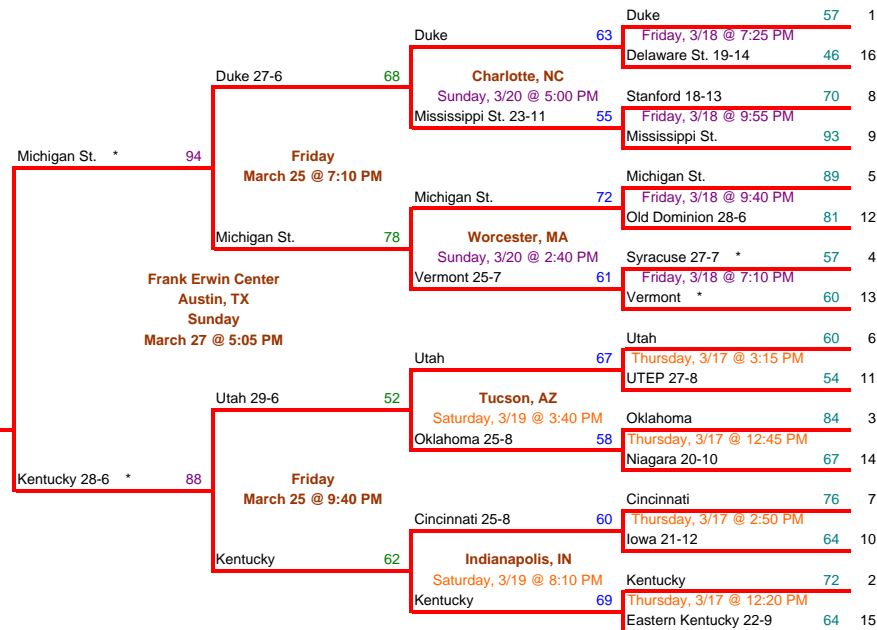 Duke 57 1
Duke 63 Friday, 3/18 @ 7:25 PM
Delaware St. 19-14 46 16
Duke 27-6 68 Charlotte, NC
Sunday, 3/20 @ 5:00 PM Stanford 18-13 70 8
Mississippi St. 23-11 55 Friday, 3/18 @ 9:55 PM
Mississippi St. 93 9
Michigan St. * 94 Friday
March 25 @ 7:10 PM Michigan St. 89 5
Michigan St. 72 Friday, 3/18 @ 9:40 PM
Old Dominion 28-6 81 12
Michigan St. 78 Worcester, MA
Sunday, 3/20 @ 2:40 PM Syracuse 27-7 * 57 4
Frank Erwin Center Vermont 25-7 61 Friday, 3/18 @ 7:10 PM
Austin, TX Vermont * 60 13
Sunday
March 27 @ 5:05 PM Utah 60 6
Utah 67 Thursday, 3/17 @ 3:15 PM
UTEP 27-8 54 11
Utah 29-6 52 Tucson, AZ
Saturday, 3/19 @ 3:40 PM Oklahoma 84 3
Oklahoma 25-8 58 Thursday, 3/17 @ 12:45 PM
Niagara 20-10 67 14
Kentucky 28-6 * 88 Friday
March 25 @ 9:40 PM Cincinnati 76 7
Cincinnati 25-8 60 Thursday, 3/17 @ 2:50 PM
Iowa 21-12 64 10
Kentucky 62 Indianapolis, IN
Saturday, 3/19 @ 8:10 PM Kentucky 72 2
Kentucky 69 Thursday, 3/17 @ 12:20 PM
Eastern Kentucky 22-9 64 15